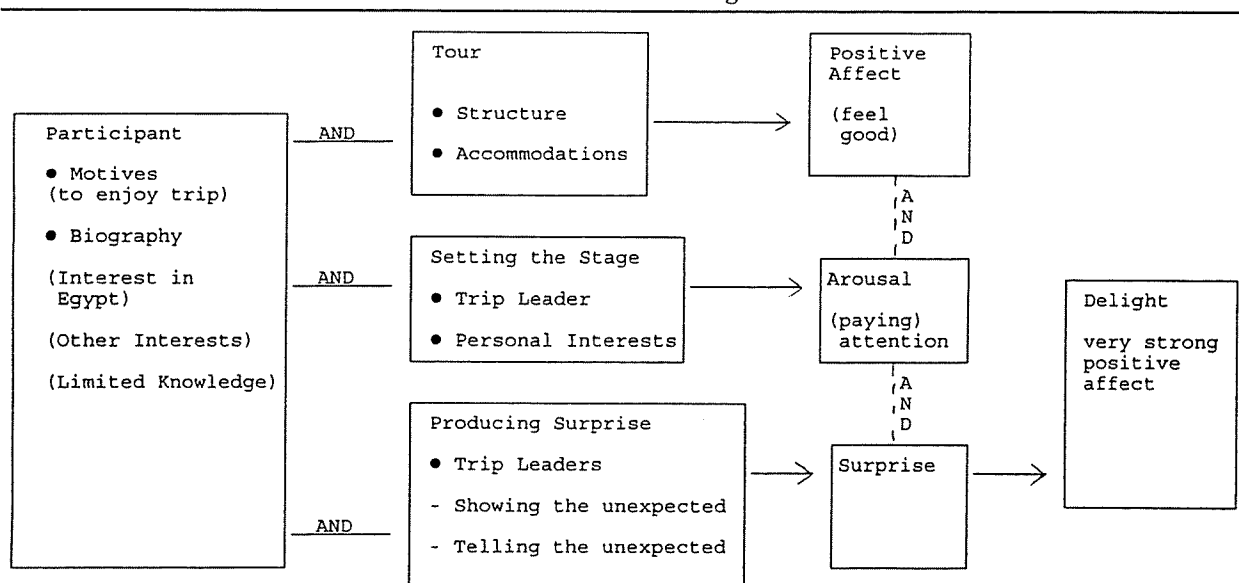 Participant
● Motives
(to enjoy trip)
● Biography
(Interest in
Egypt)
(Other Interests)
(Limited Knowledge)
AND
AND
AND
Tour
● Structure
● Accommodations
Setting the Stage
● Trip Leader
● Personal Interests
Producing Surprise
● Trip Leaders
- Showing the unexpected
- Telling the unexpected
Positive
Affect
(feel
good)
A
N
D
Arousal
(paying)
attention
A
N
D
Surprise
Delight
very strong
positive
affect